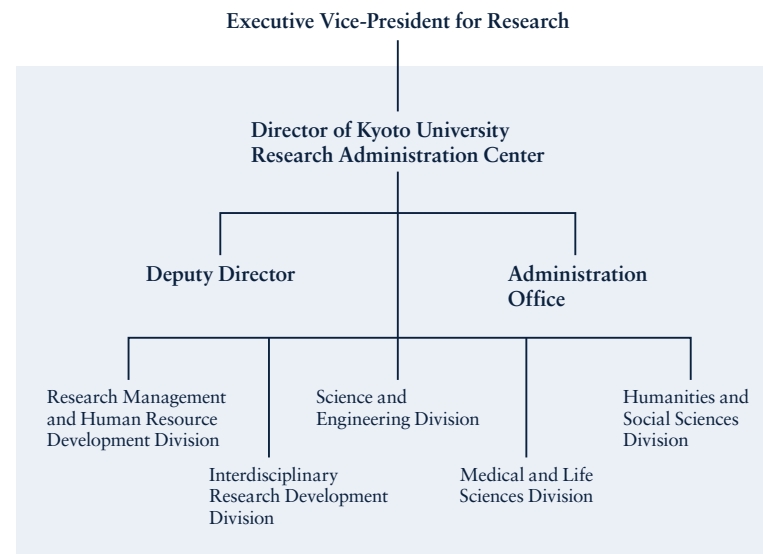 Executive Vice-President for Research
Director of Kyoto University
Research Administration Center
Deputy Director
Administration
Office
Research Management
and Human Resource
Development Division
Interdisciplinary
Research Development
Division
Science and
Engineering Division
Medical and Life
Sciences Division
Humanities and
Social Sciences
Division